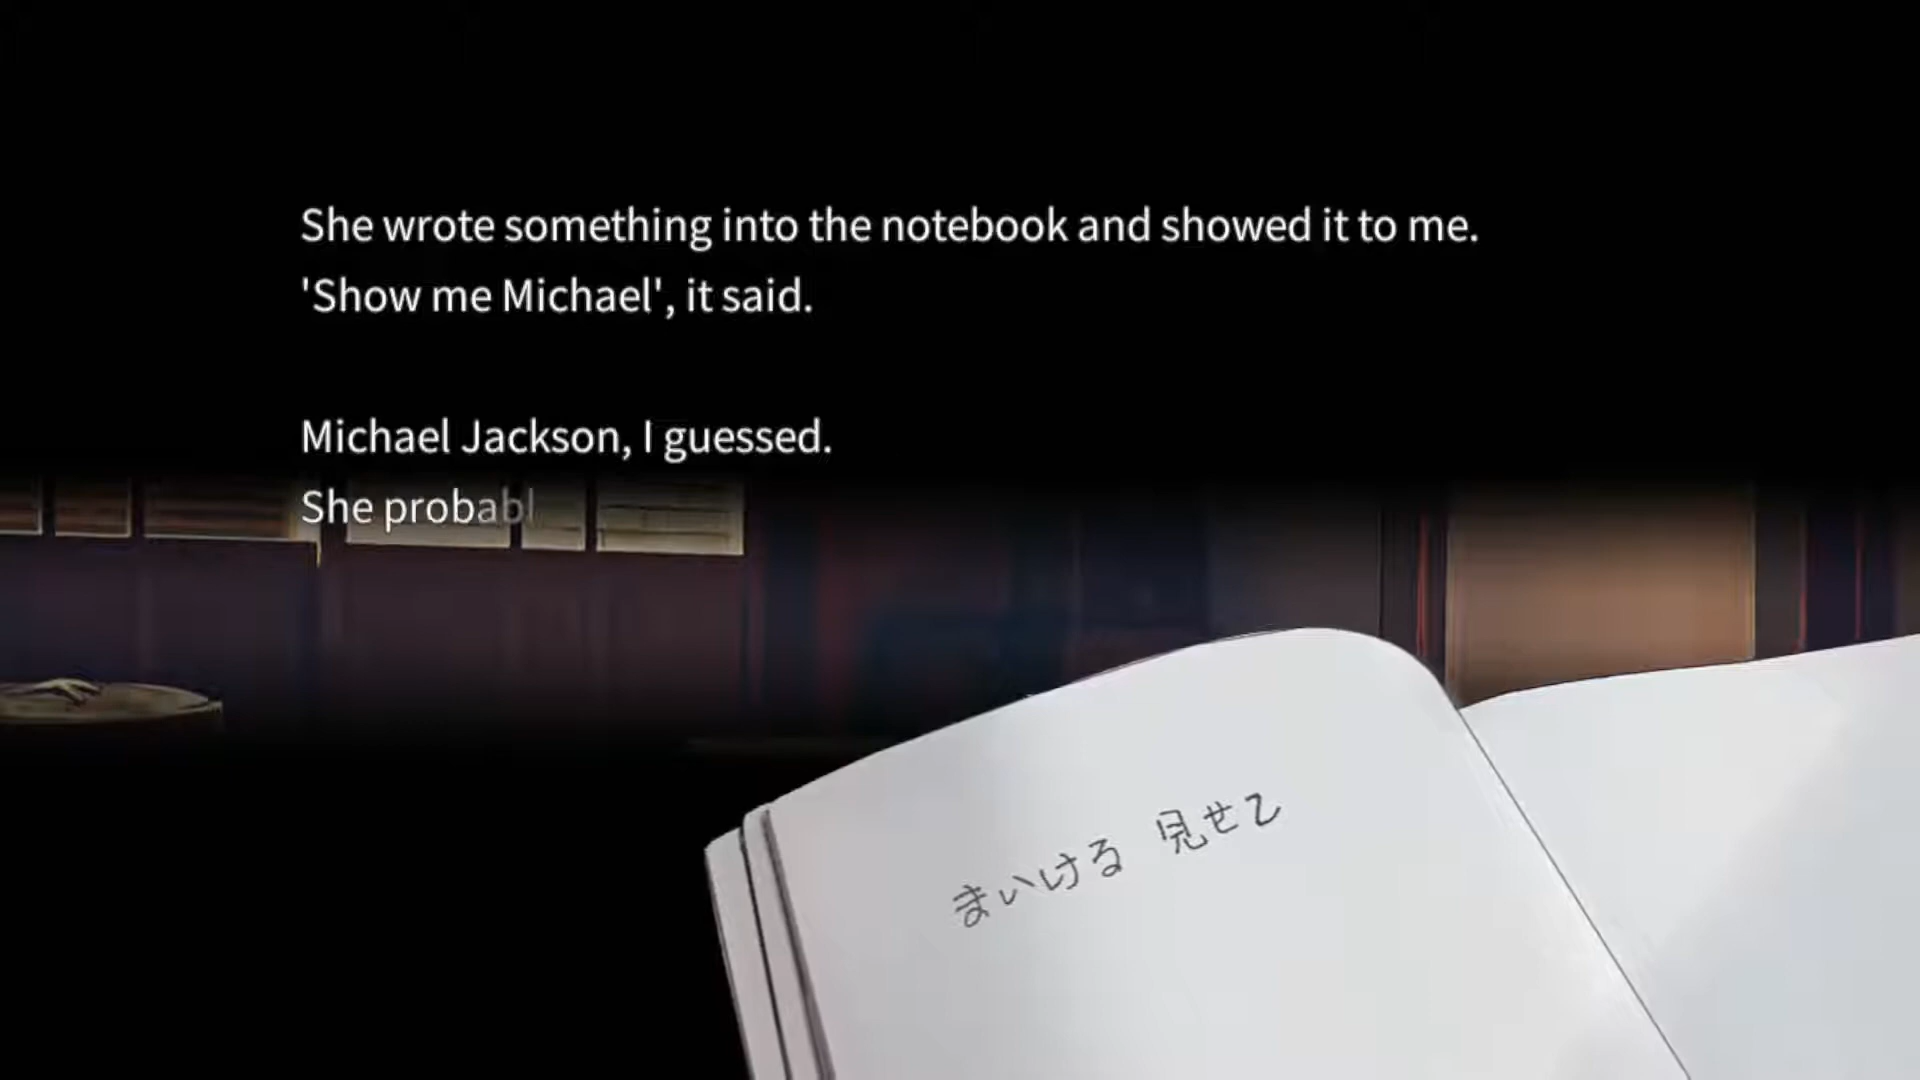 She wrote something into the notebook and showed it to me.
'Show me Michael', it said.
Michael Jackson, I guessed.
She probabl
まいける 見せて